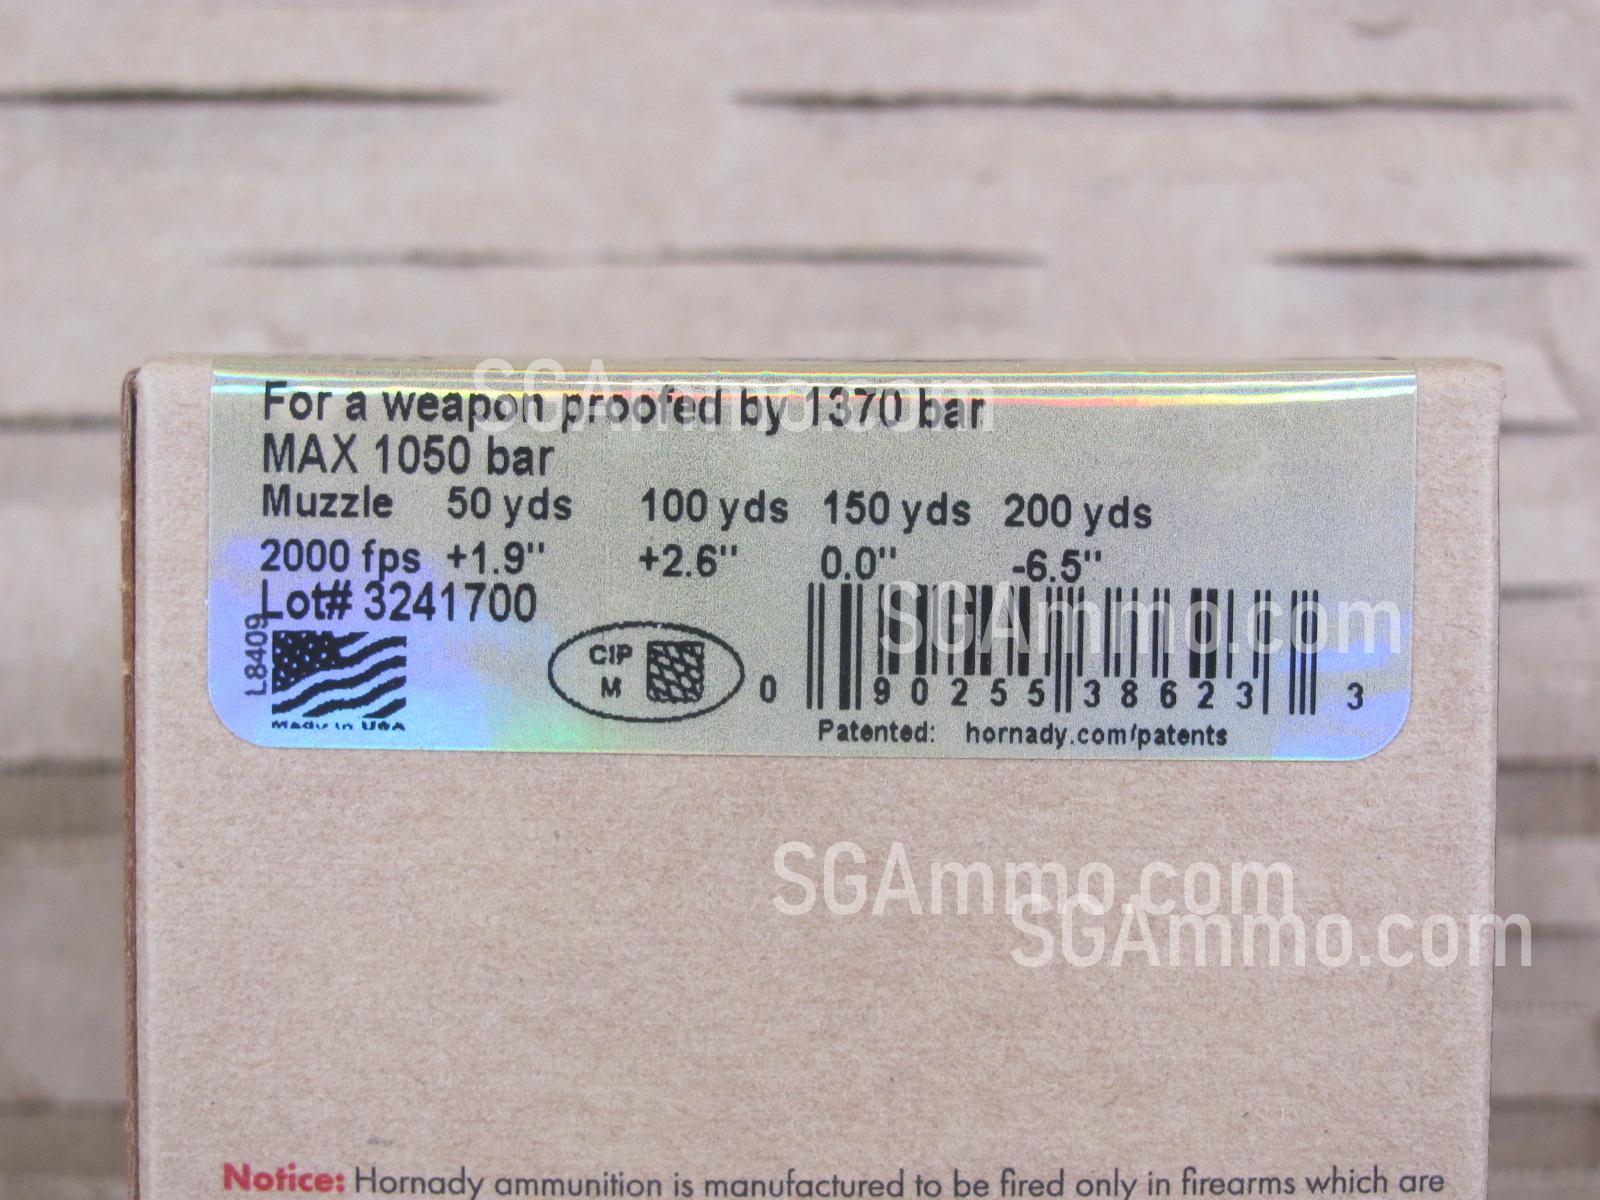 For a weapon proofed by 1370 bar
MAX 1050 bar
Muzzle 50 yds 100 yds 150 yds 200 yds
2000 fps +1.9" +2.6" 0.0" -6.5"
Lot# 3241700
L8409
Made in USA
CIP
M
0 90255 38623 3
Patented: hornady.com/patents
SGAmmo.com
SGAmmo.com
SGAmmo.com
SGAmmo.com
Notice: Hornady ammunition is manufactured to be fired only in firearms which are